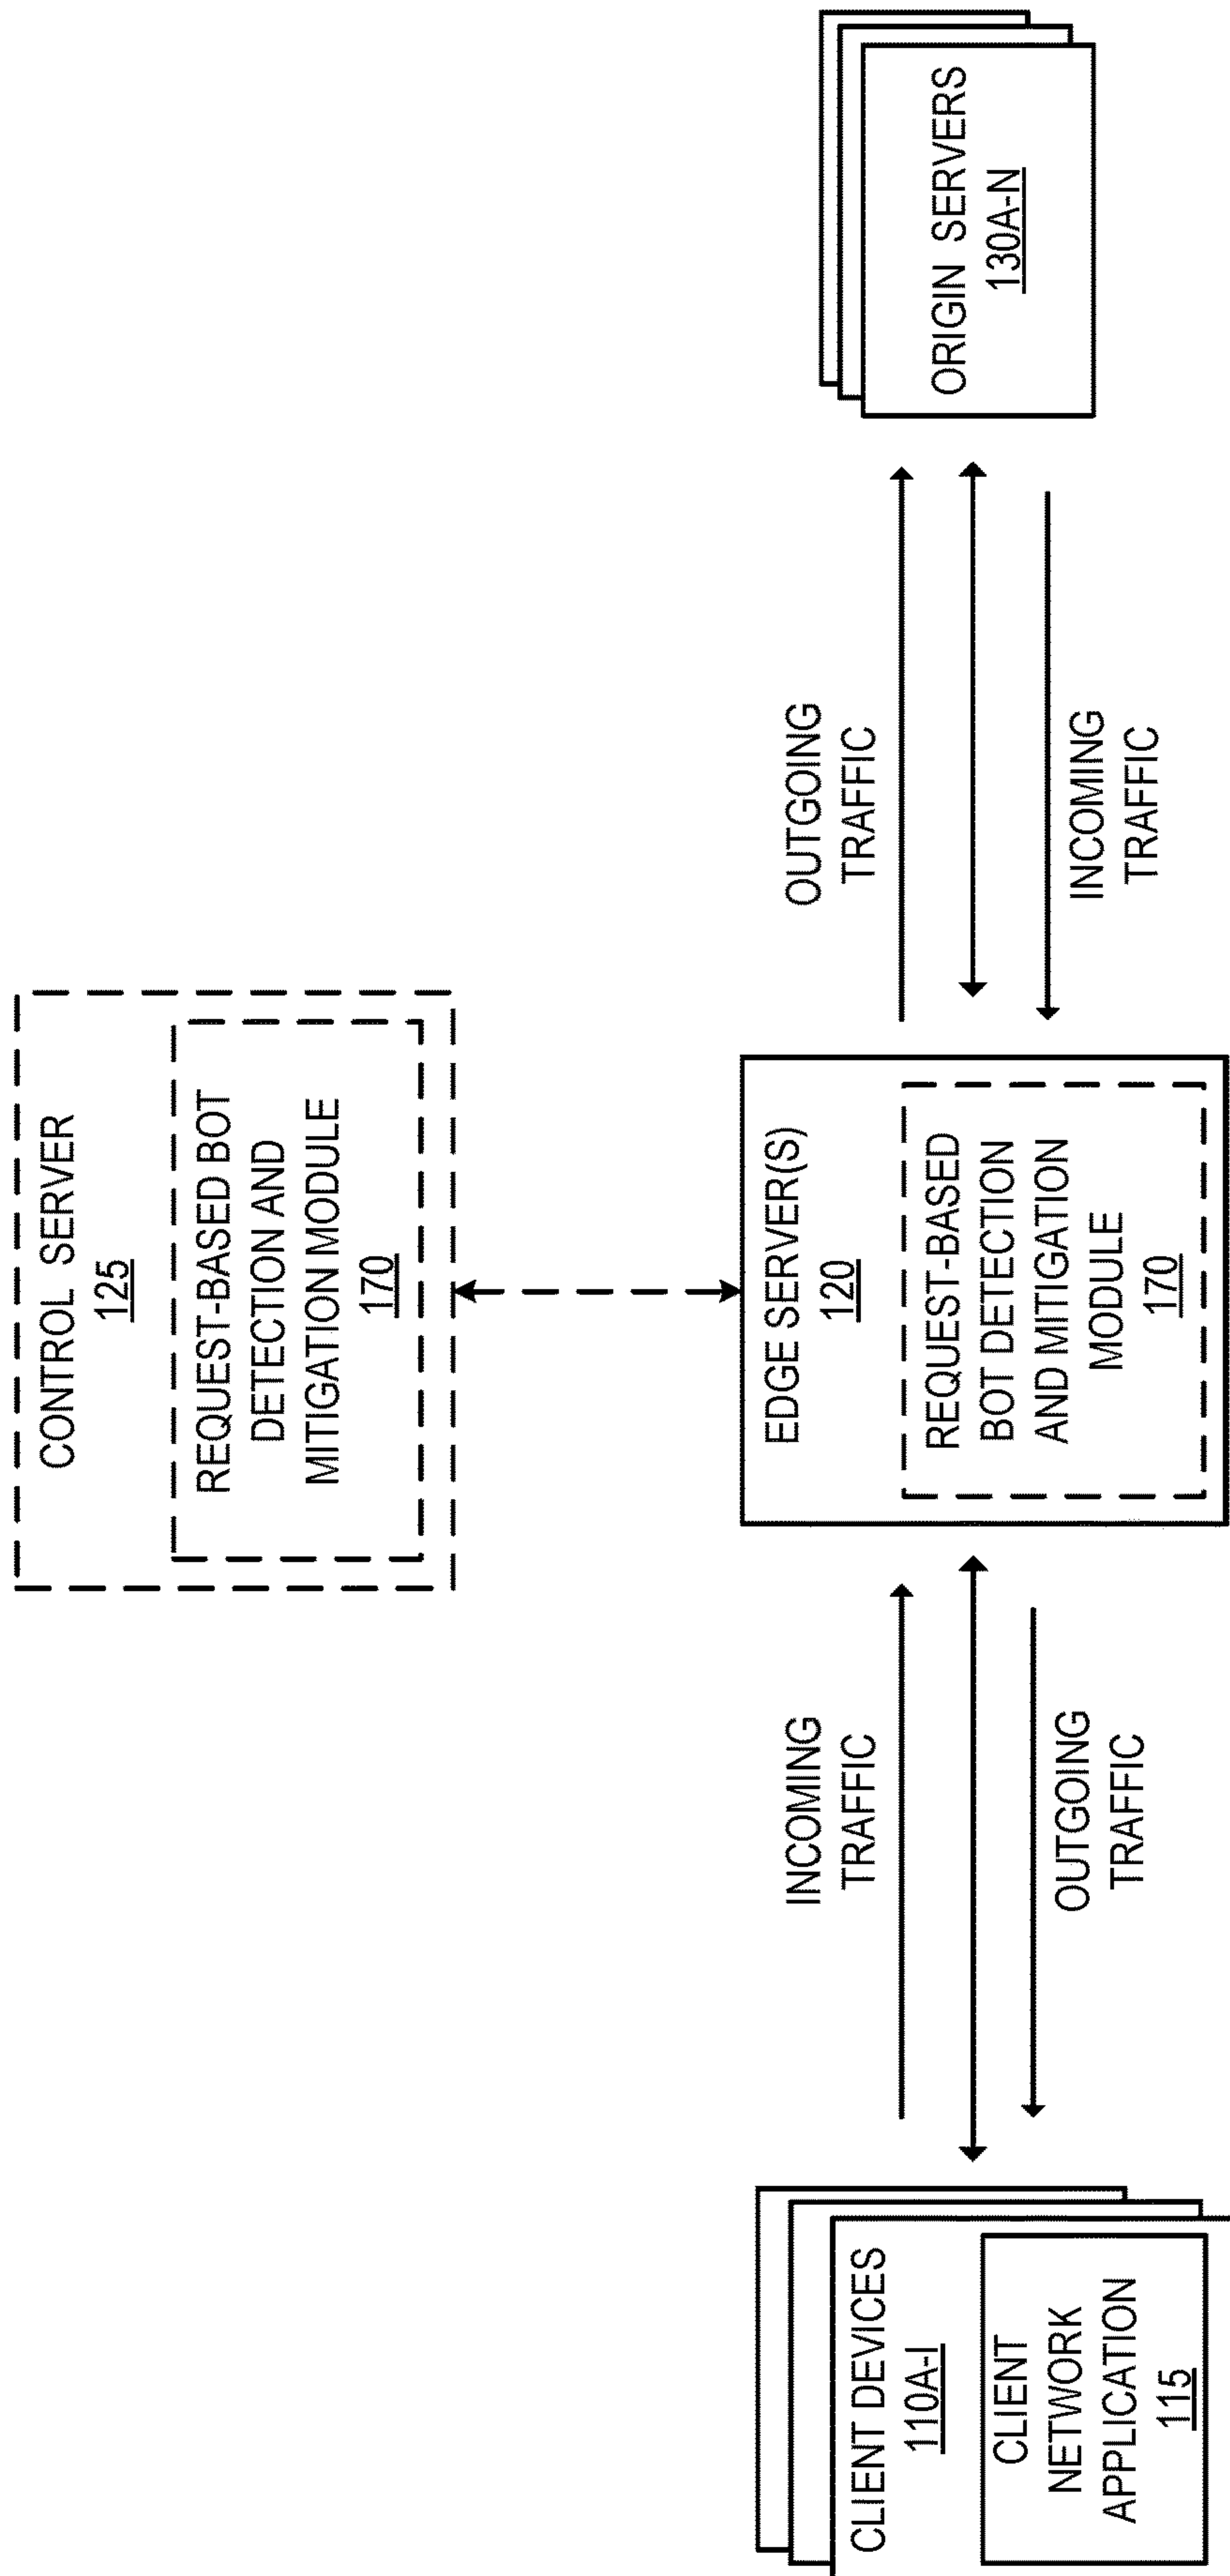 CONTROL SERVER
125
REQUEST-BASED BOT
DETECTION AND
MITIGATION MODULE
170
CLIENT DEVICES
110A-I
CLIENT
NETWORK
APPLICATION
115
INCOMING
TRAFFIC
OUTGOING
TRAFFIC
EDGE SERVER(S)
120
REQUEST-BASED
BOT DETECTION
AND MITIGATION
MODULE
170
OUTGOING
TRAFFIC
INCOMING
TRAFFIC
ORIGIN SERVERS
130A-N